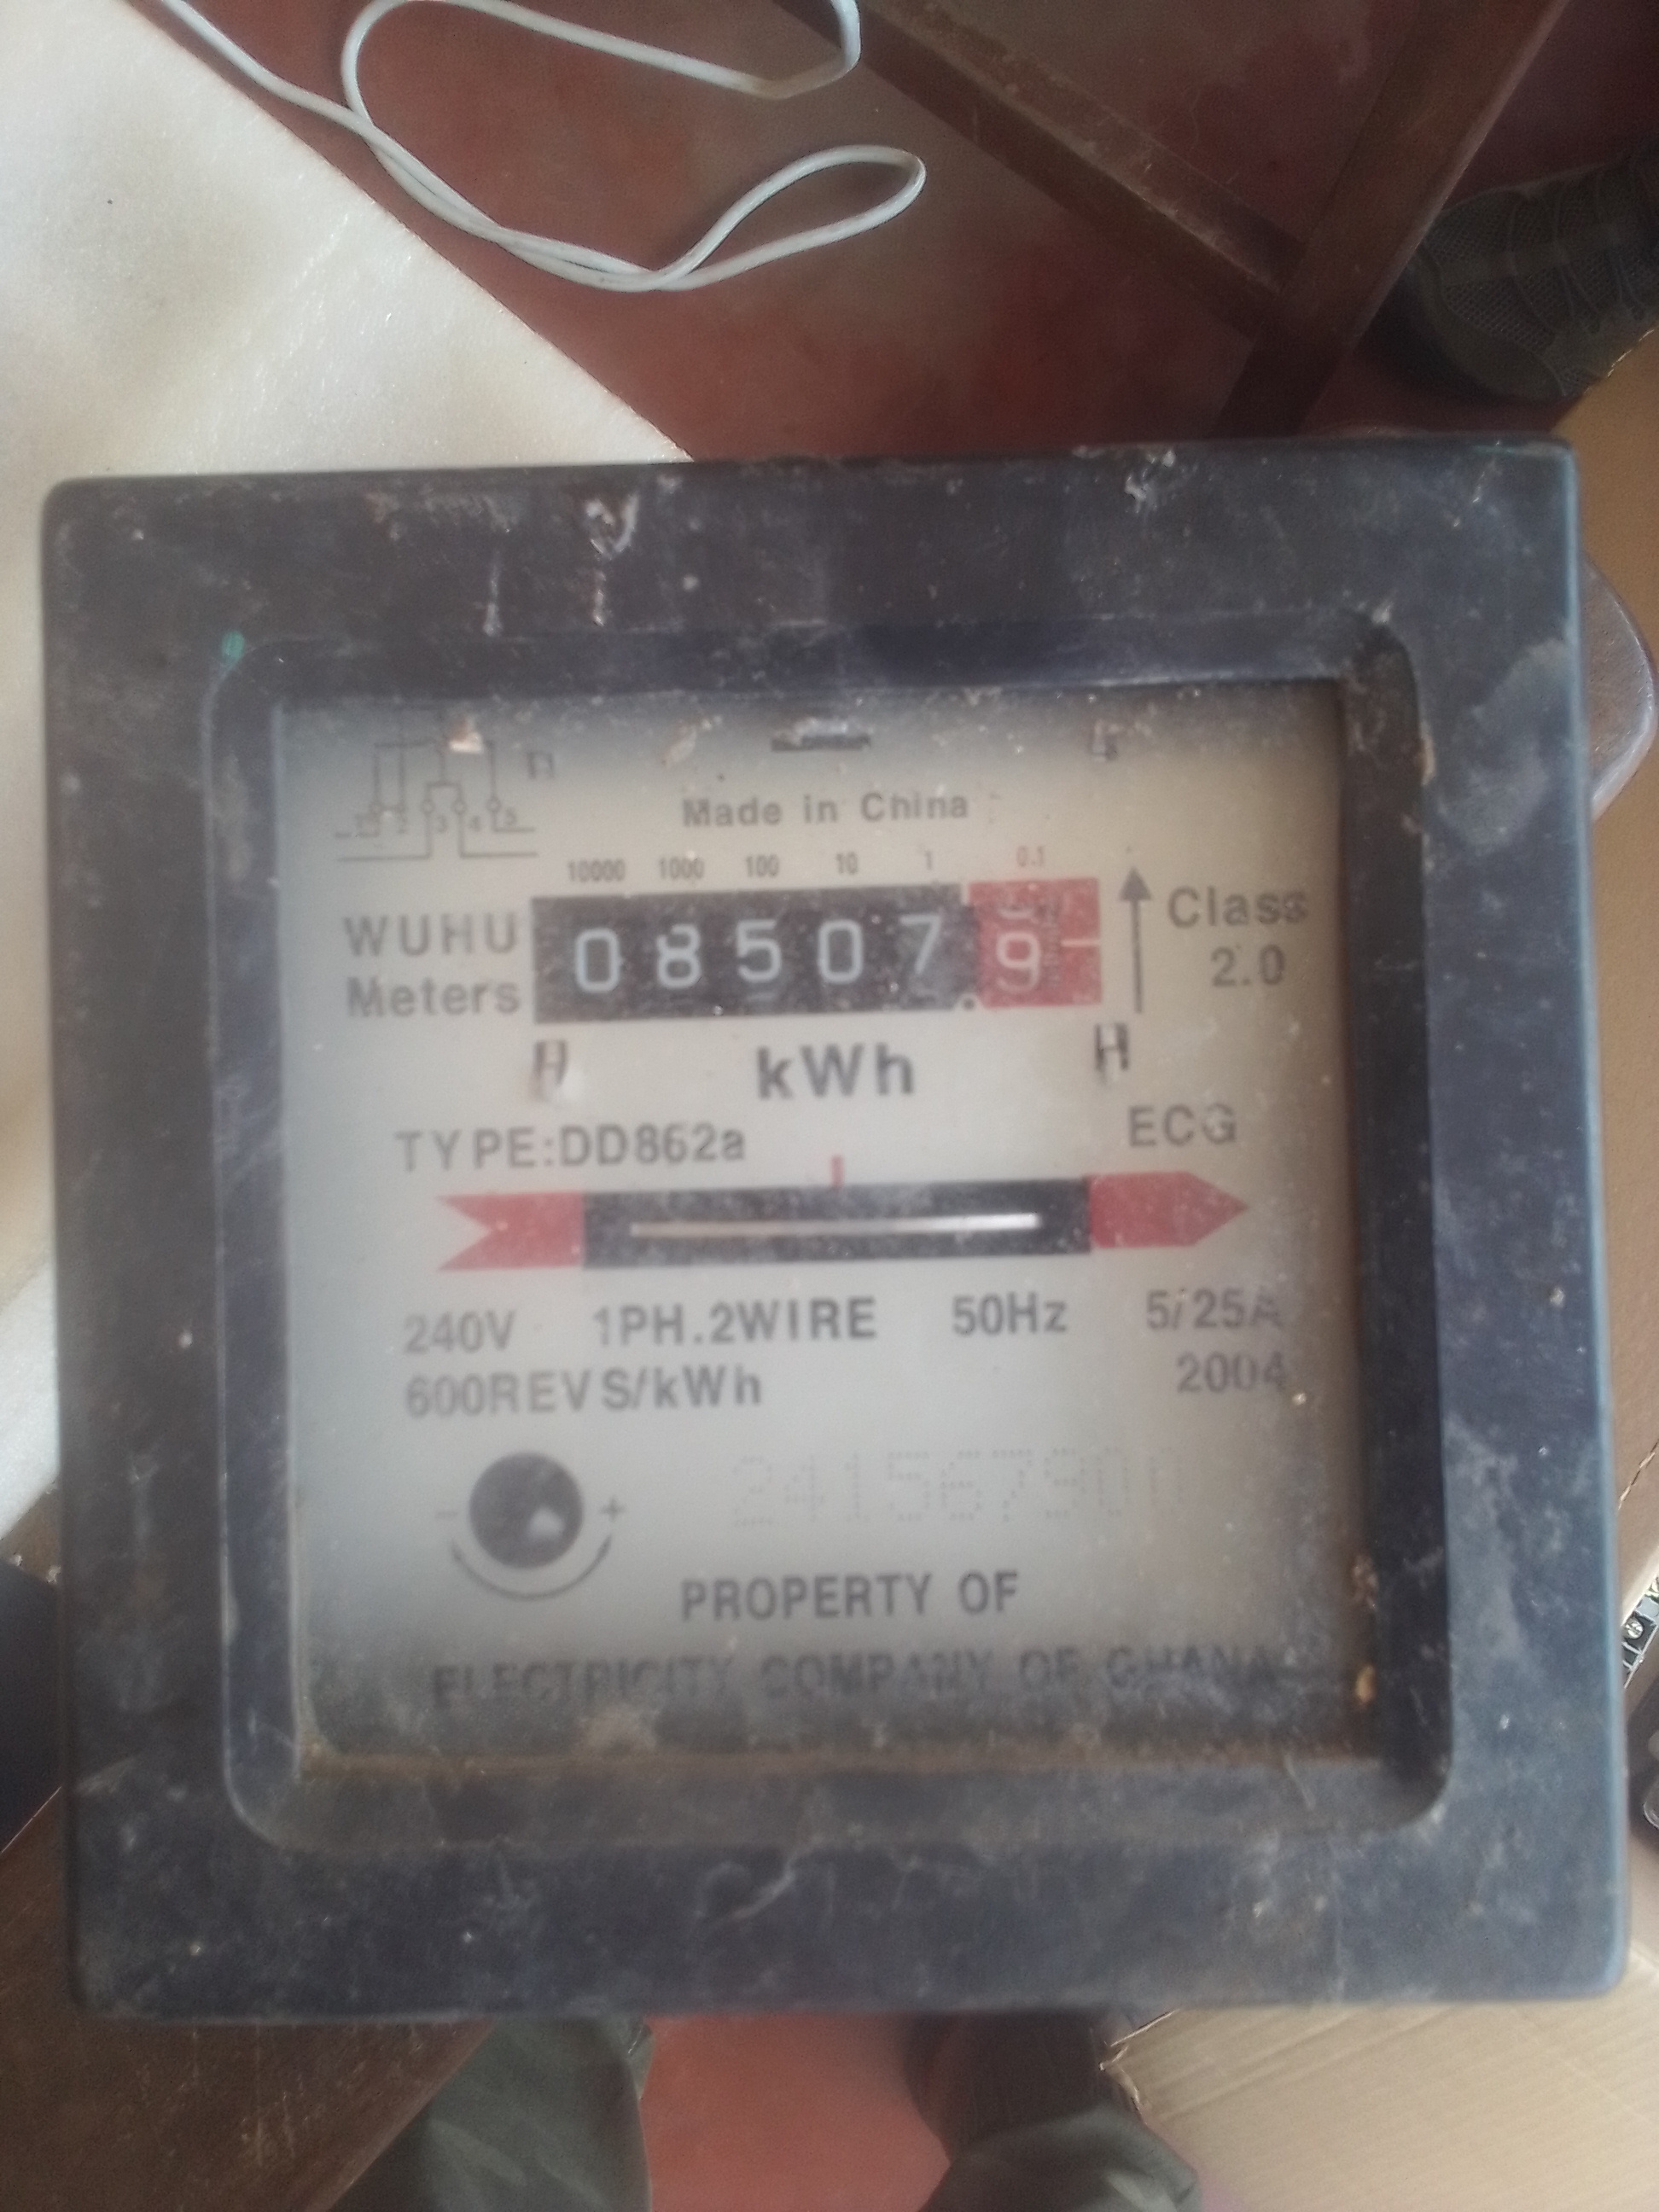 Made in China
10000 1000 100 10 1 0.1
WUHU
Meters
08507 9
Class
2.0
kWh
TYPE:DD862a
ECG
240V 1PH.2WIRE 50Hz 5/25A
600REVS/kWh 2004
- +
PROPERTY OF
ELECTRICITY COMPANY OF GHANA